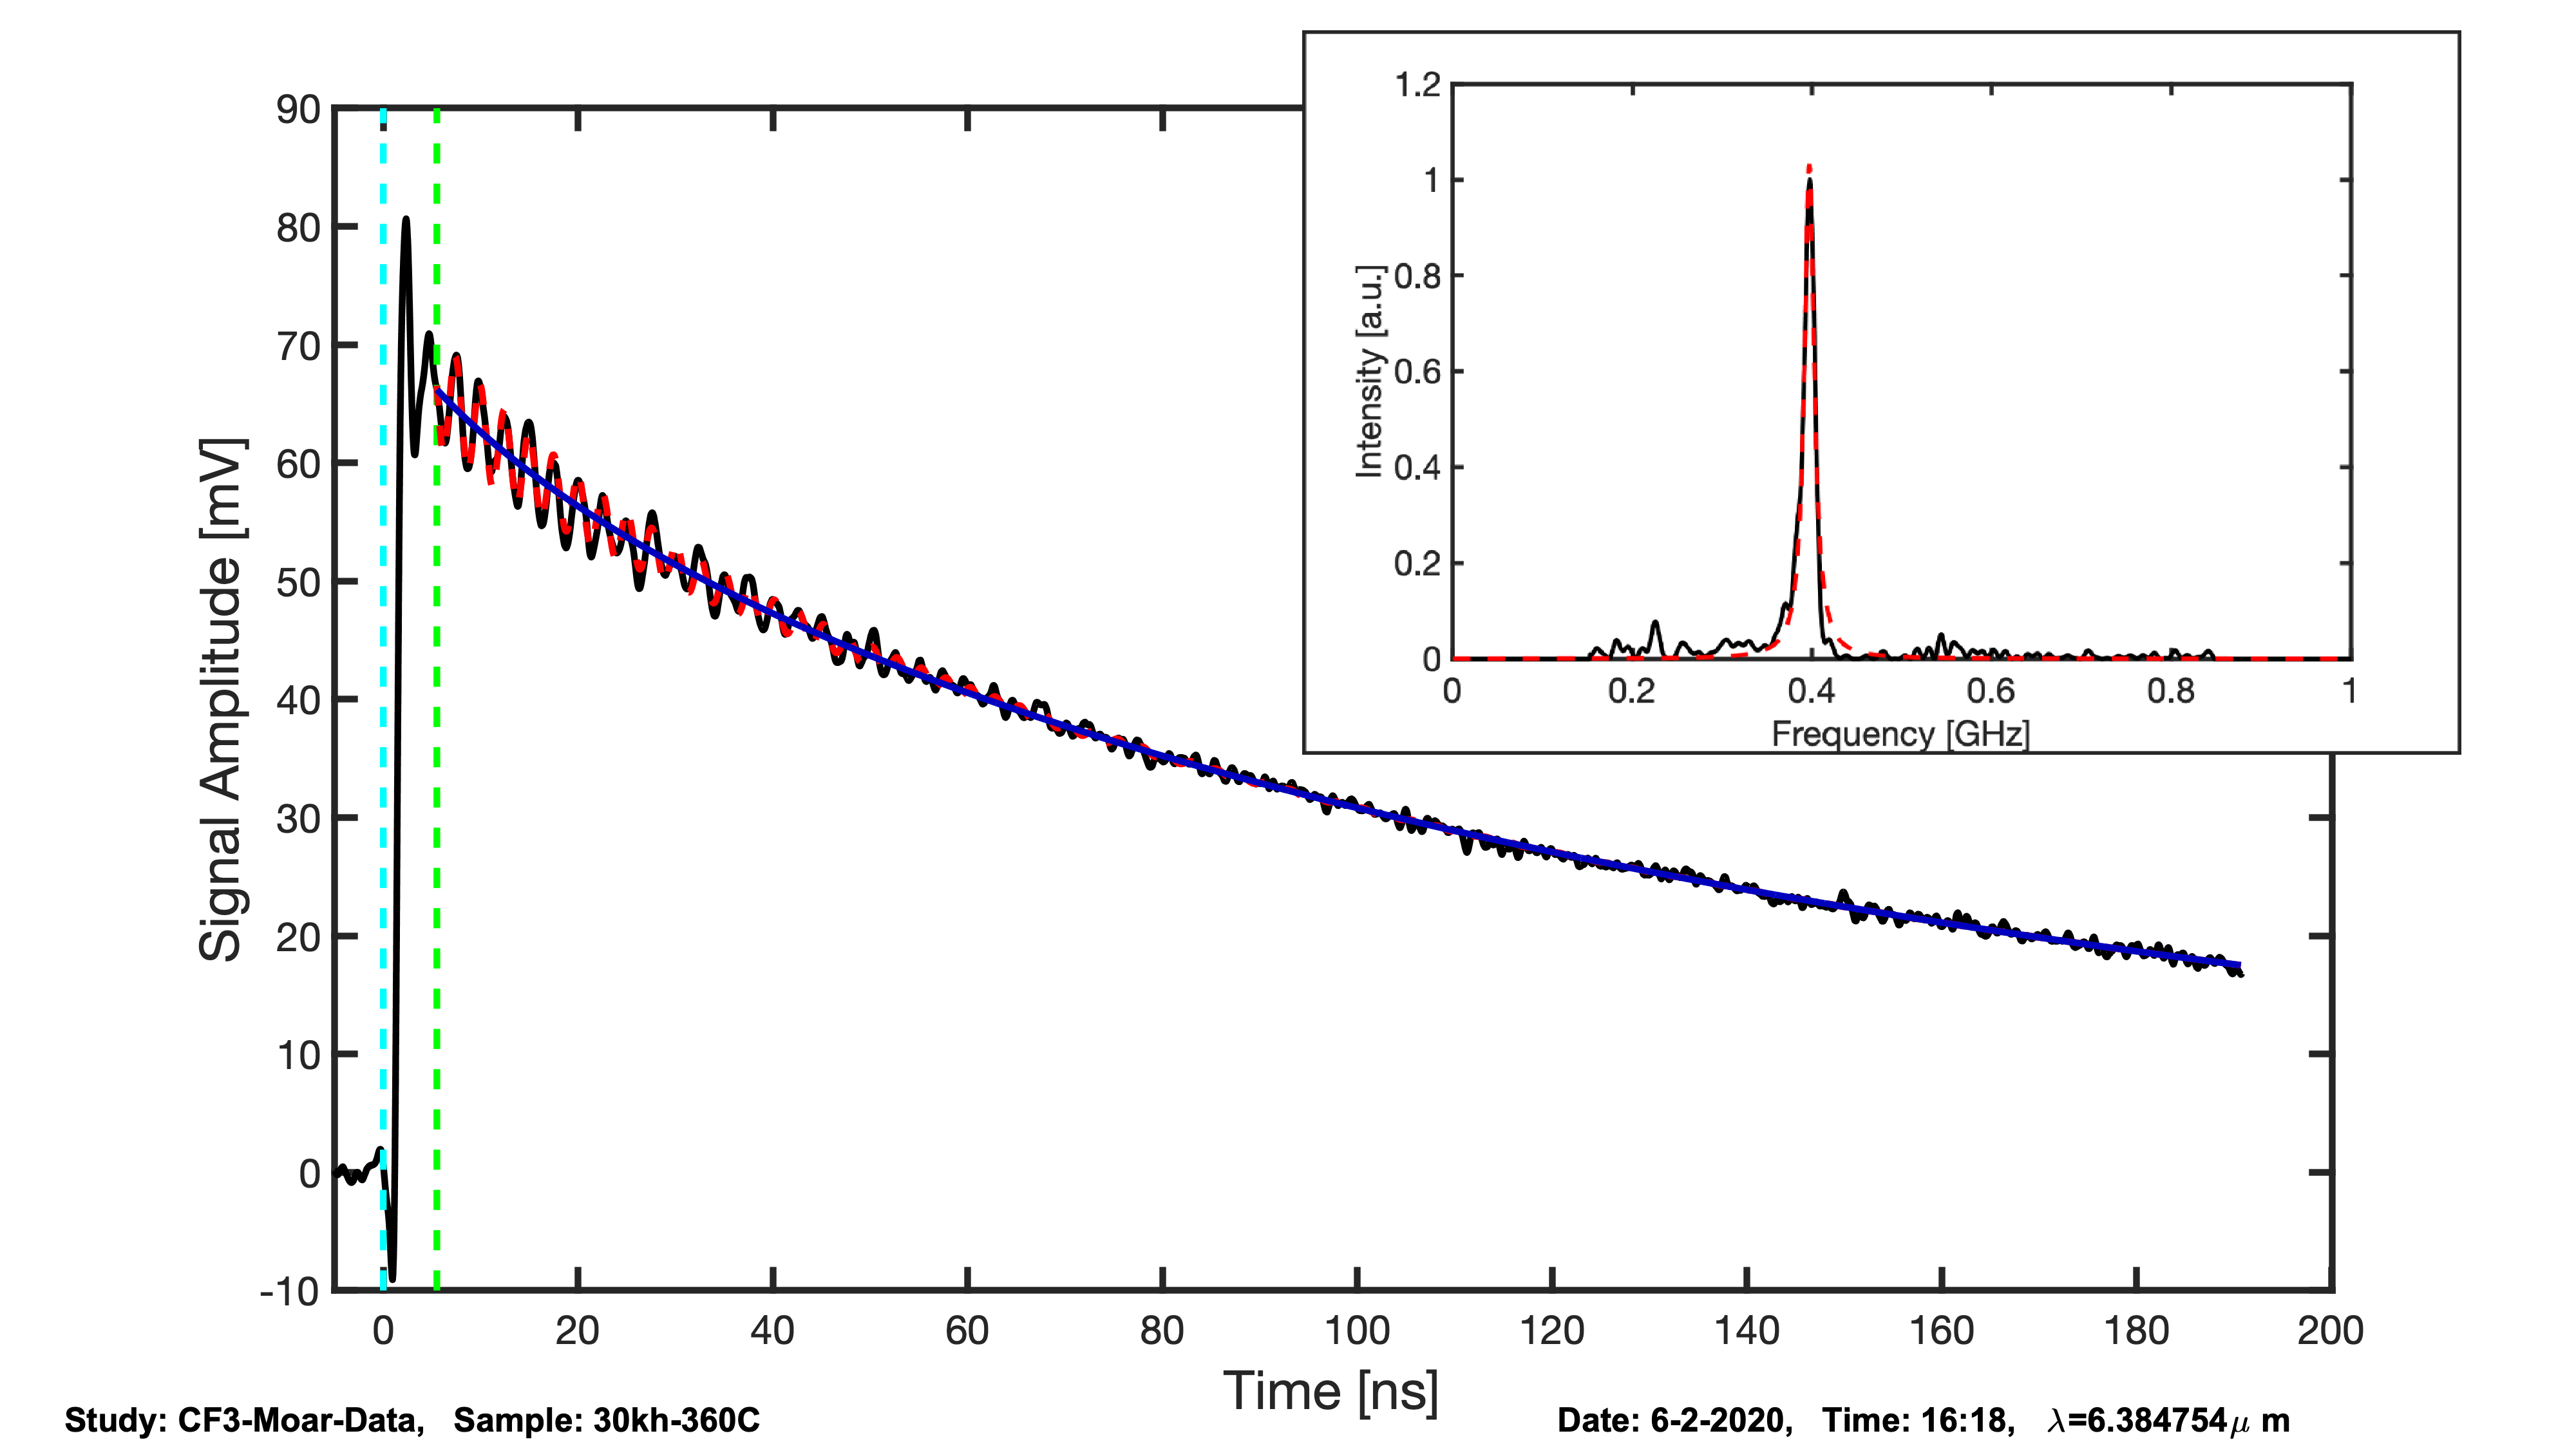 1.2
1
0.8
0.6
0.4
0.2
0
Intensity [a.u.]
0 0.2 0.4 0.6 0.8 1
Frequency [GHz]
90
80
70
60
50
40
30
20
10
0
-10
Signal Amplitude [mV]
0 20 40 60 80 100 120 140 160 180 200
Time [ns]
Study: CF3-Moar-Data, Sample: 30kh-360C
Date: 6-2-2020, Time: 16:18, λ=6.384754μ m